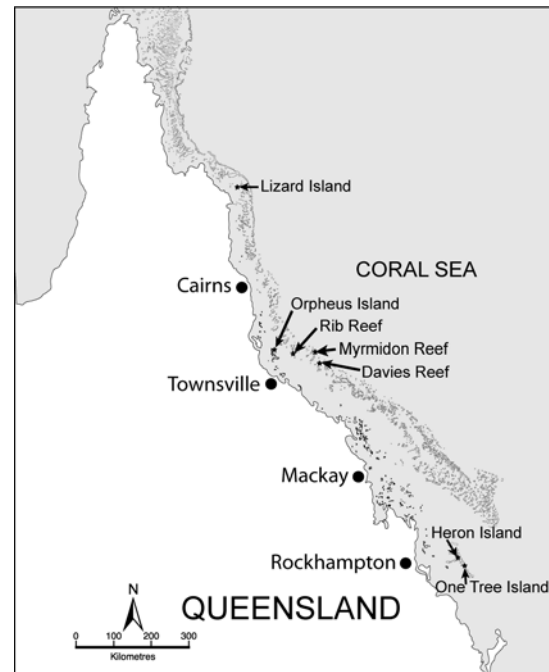 Lizard Island
CORAL SEA
Cairns
Orpheus Island
Rib Reef
Myrmidon Reef
Davies Reef
Townsville
Mackay
Heron Island
Rockhampton
One Tree Island
N
QUEENSLAND
0 100 200 300
Kilometres